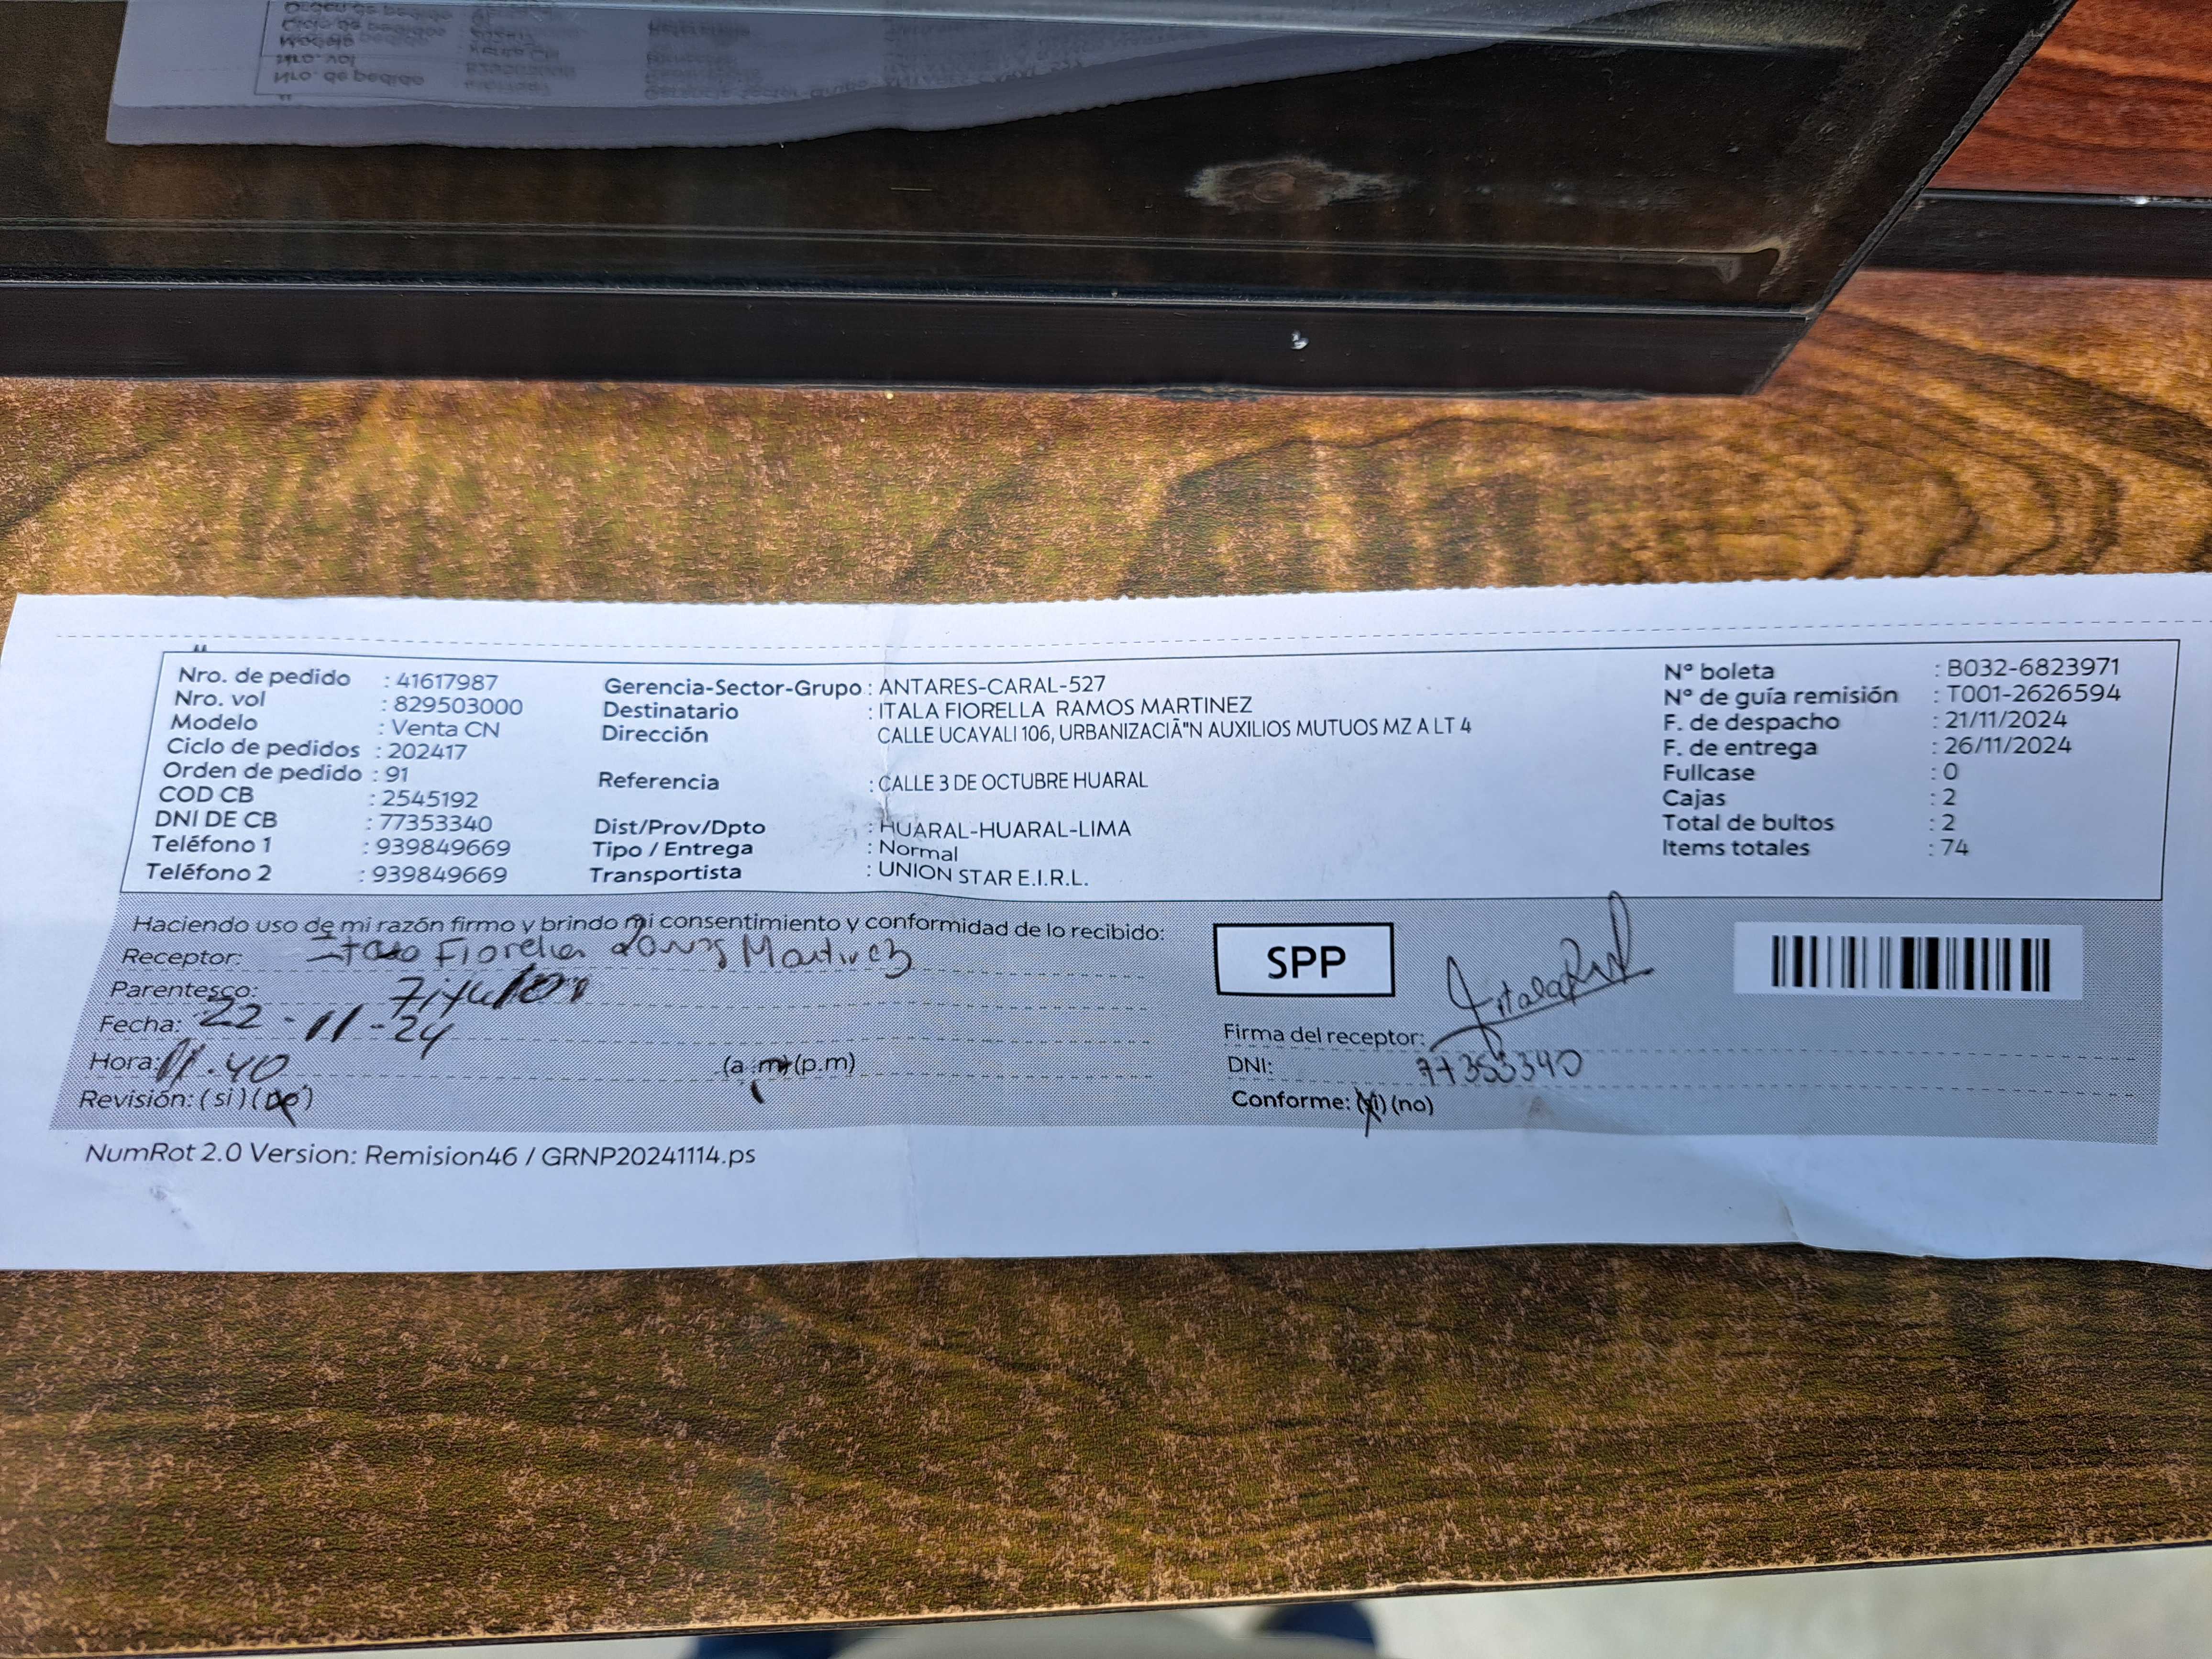 Nro. de pedido : 41617987
Nro. vol : 829503000
Modelo : Venta CN
Ciclo de pedidos : 202417
Orden de pedido : 91
COD CB : 2545192
DNI DE CB : 77353340
Teléfono 1 : 939849669
Teléfono 2 : 939849669
Gerencia-Sector-Grupo : ANTARES-CARAL-527
Destinatario : ITALA FIORELLA RAMOS MARTINEZ
Dirección CALLE UCAYALI 106, URBANIZACIÃ"N AUXILIOS MUTUOS MZ A LT 4
Referencia : CALLE 3 DE OCTUBRE HUARAL
Dist/Prov/Dpto : HUARAL-HUARAL-LIMA
Tipo / Entrega : Normal
Transportista : UNION STAR E.I.R.L.
N° boleta : B032-6823971
N° de guía remisión : T001-2626594
F. de despacho : 21/11/2024
F. de entrega : 26/11/2024
Fullcase : 0
Cajas : 2
Total de bultos : 2
Items totales : 74
Haciendo uso de mi razón firmo y brindo mi consentimiento y conformidad de lo recibido:
Receptor: Fiorella Martinez
Parentesco: Titular
Fecha: 22-11-24
Hora: 11.40 (a.m) (p.m)
Revisión: (si) (no)
SPP
Firma del receptor:
DNI: 77353340
Conforme: (si) (no)
NumRot 2.0 Version: Remision46 / GRNP20241114.ps